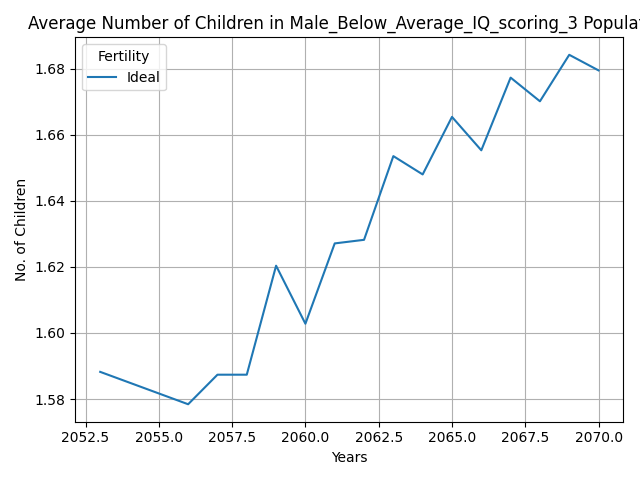 Average Number of Children in Male_Below_Average_IQ_scoring_3
Fertility
Ideal
No. of Children
1.68
1.66
1.64
1.62
1.60
1.58
2052.5 2055.0 2057.5 2060.0 2062.5 2065.0 2067.5 2070.0
Years